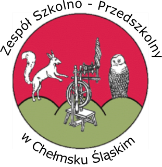 Zespół Szkolno - Przedszkolny
w Chełmsku Śląskim